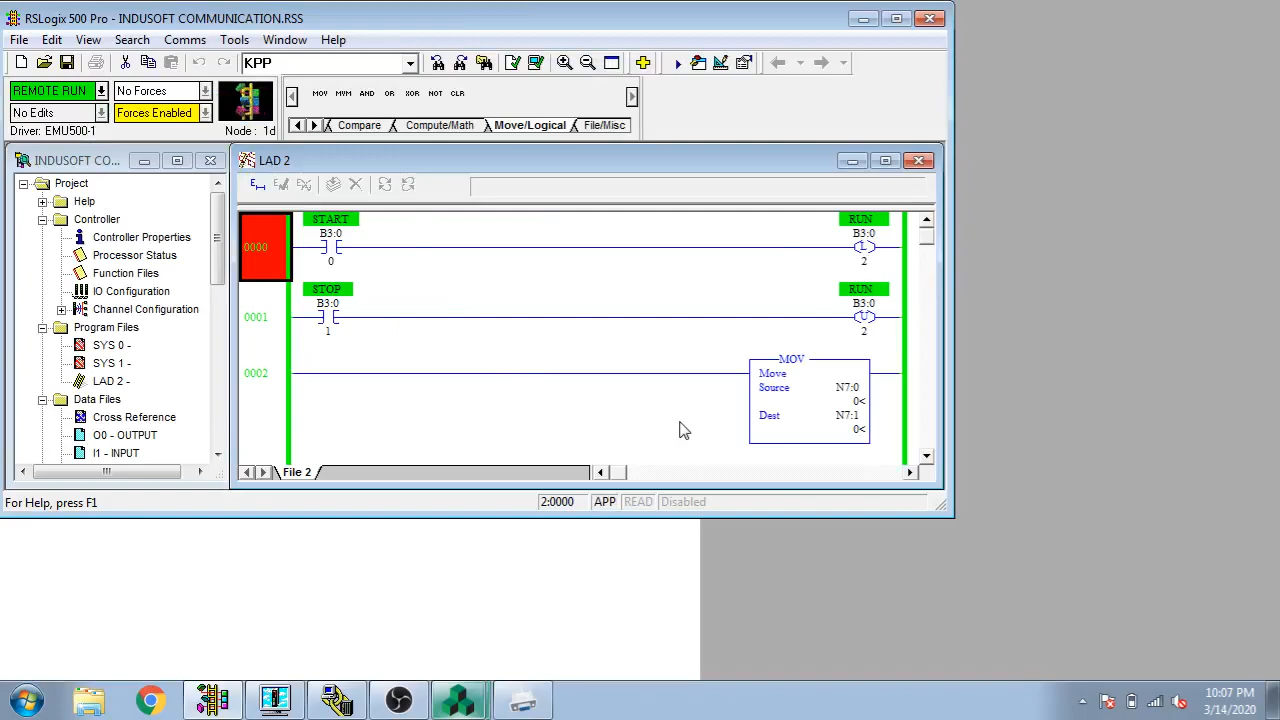 RSLogix 500 Pro - INDUSOFT COMMUNICATION.RSS
File Edit View Search Comms Tools Window Help
KPP
REMOTE RUN No Forces
No Edits Forces Enabled
Driver: EMU500-1 Node : 1d
MOV MVM AND OR XOR NOT CLR
Compare Compute/Math Move/Logical File/Misc
INDUSOFT CO...
Project
Help
Controller
Controller Properties
Processor Status
Function Files
IO Configuration
Channel Configuration
Program Files
SYS 0 -
SYS 1 -
LAD 2 -
Data Files
Cross Reference
O0 - OUTPUT
I1 - INPUT
LAD 2
START RUN
B3:0 B3:0
0000 L
0 2
STOP RUN
B3:0 B3:0
0001 U
1 2
MOV
0002 Move
Source N7:0
0<
Dest N7:1
0<
File 2
For Help, press F1
2:0000 APP READ Disabled
10:07 PM
3/14/2020